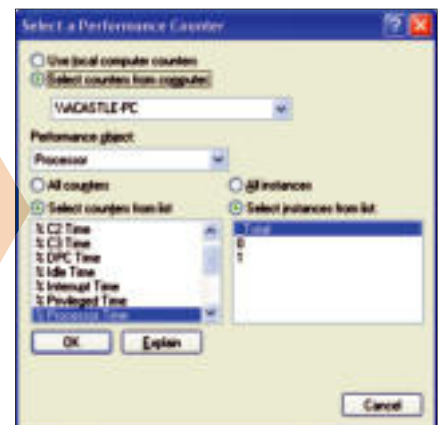 Select a Performance Counter
Use local computer counters
Select counters from computer:
\\ACASTLE-PC
Performance object:
Processor
All counters
All instances
Select counters from list
Select instances from list:
% C2 Time
% C3 Time
% DPC Time
% Idle Time
% Interrupt Time
% Privileged Time
% Processor Time
_Total
0
1
OK
Explain
Cancel